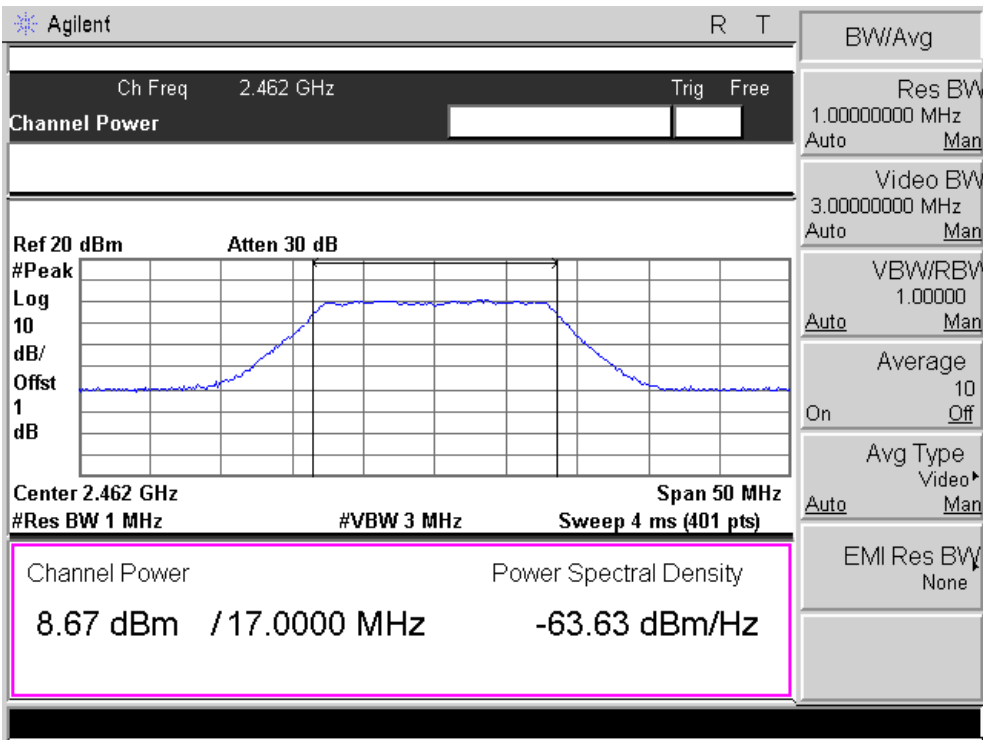 Agilent
R T
Ch Freq 2.462 GHz Trig Free
Channel Power
Ref 20 dBm Atten 30 dB
#Peak
Log
10
dB/
Offst
1
dB
Center 2.462 GHz Span 50 MHz
#Res BW 1 MHz #VBW 3 MHz Sweep 4 ms (401 pts)
Channel Power Power Spectral Density
8.67 dBm / 17.0000 MHz -63.63 dBm/Hz
BW/Avg
Res BW
1.00000000 MHz
Auto Man
Video BW
3.00000000 MHz
Auto Man
VBW/RBW
1.00000
Auto Man
Average
10
On Off
Avg Type
Video
Auto Man
EMI Res BW
None